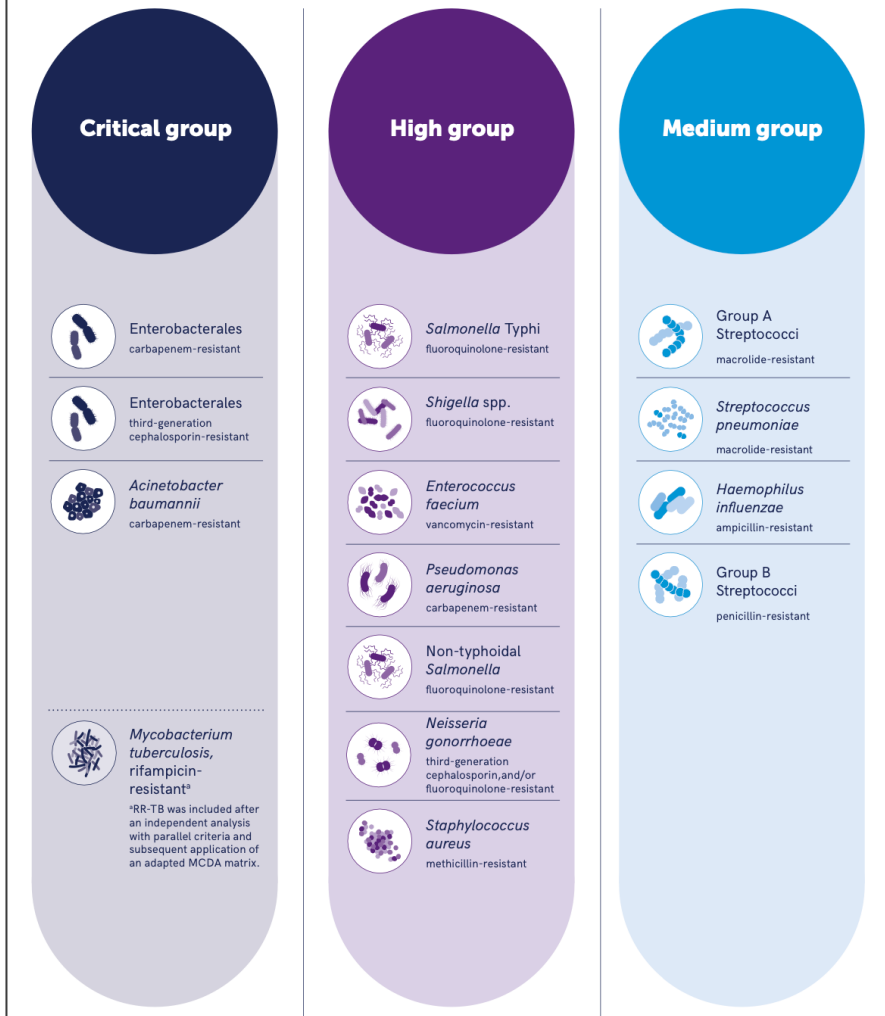 Critical group
Enterobacterales
carbapenem-resistant
Enterobacterales
third-generation
cephalosporin-resistant
Acinetobacter
baumannii
carbapenem-resistant
Mycobacterium
tuberculosis,
rifampicin-
resistantᵃ
ᵃRR-TB was included after
an independent analysis
with parallel criteria and
subsequent application of
an adapted MCDA matrix.
High group
Salmonella Typhi
fluoroquinolone-resistant
Shigella spp.
fluoroquinolone-resistant
Enterococcus
faecium
vancomycin-resistant
Pseudomonas
aeruginosa
carbapenem-resistant
Non-typhoidal
Salmonella
fluoroquinolone-resistant
Neisseria
gonorrhoeae
third-generation
cephalosporin,and/or
fluoroquinolone-resistant
Staphylococcus
aureus
methicillin-resistant
Medium group
Group A
Streptococci
macrolide-resistant
Streptococcus
pneumoniae
macrolide-resistant
Haemophilus
influenzae
ampicillin-resistant
Group B
Streptococci
penicillin-resistant